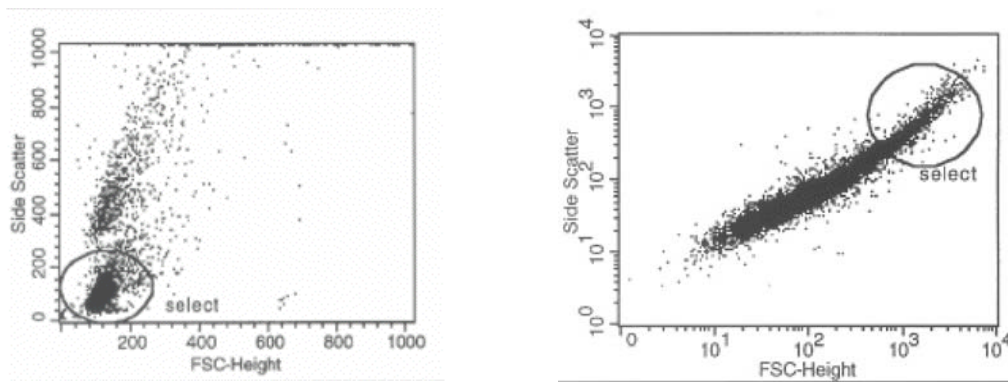 Side Scatter
1000
800
600
400
200
0
select
200 400 600 800 1000
FSC-Height
Side Scatter
10^4
10^3
10^2
10^1
10^0
select
0 10^1 10^2 10^3 10^4
FSC-Height